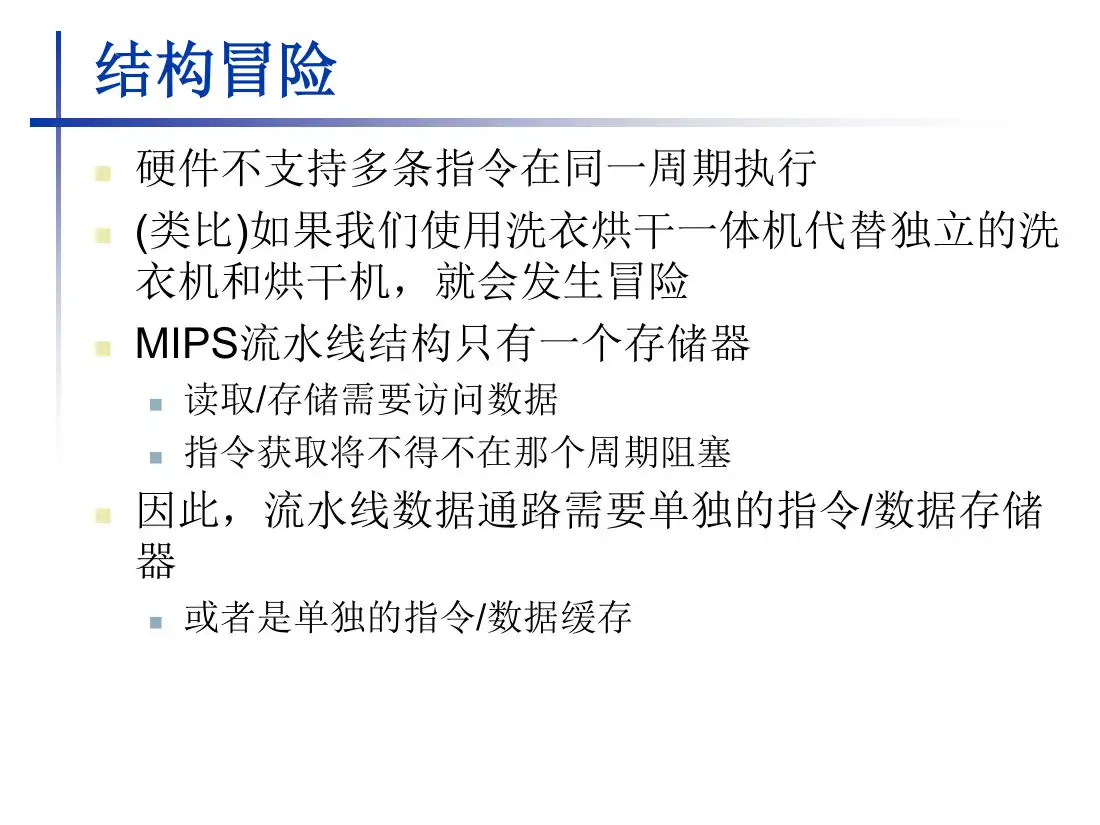 结构冒险
硬件不支持多条指令在同一周期执行
(类比)如果我们使用洗衣烘干一体机代替独立的洗
衣机和烘干机，就会发生冒险
MIPS流水线结构只有一个存储器
读取/存储需要访问数据
指令获取将不得不在那个周期阻塞
因此，流水线数据通路需要单独的指令/数据存储
器
或者是单独的指令/数据缓存